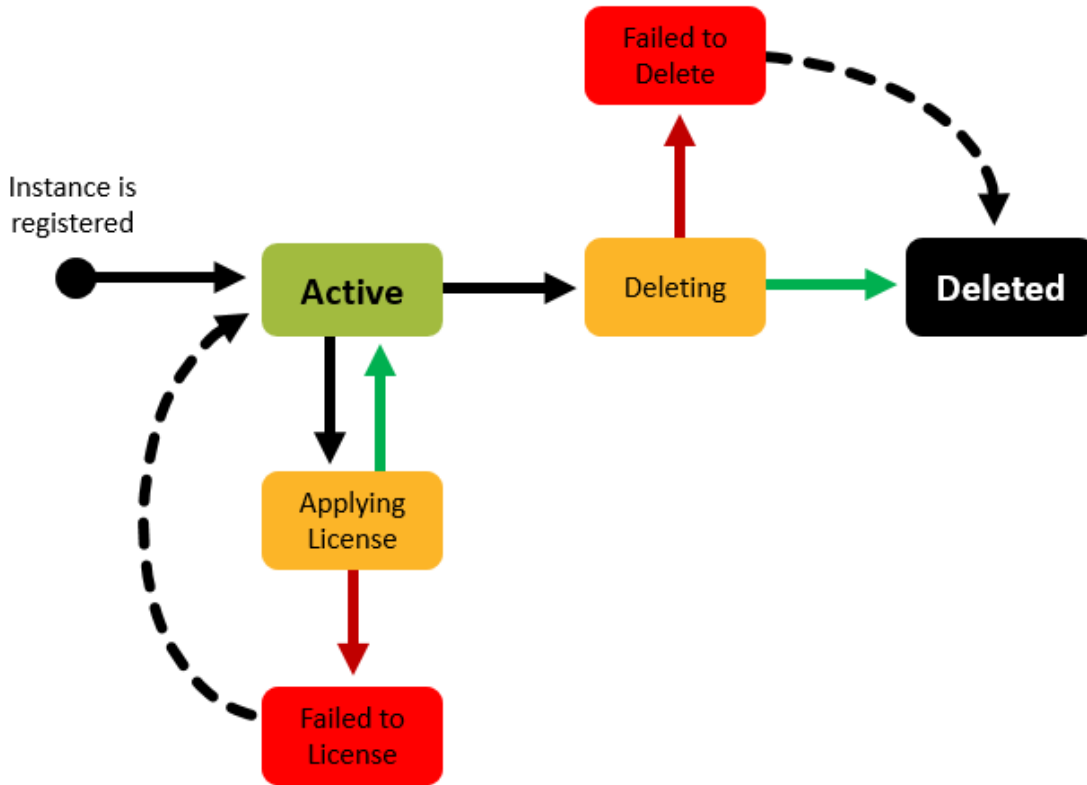 Failed to
Delete
Instance is
registered
Active
Deleting
Deleted
Applying
License
Failed to
License